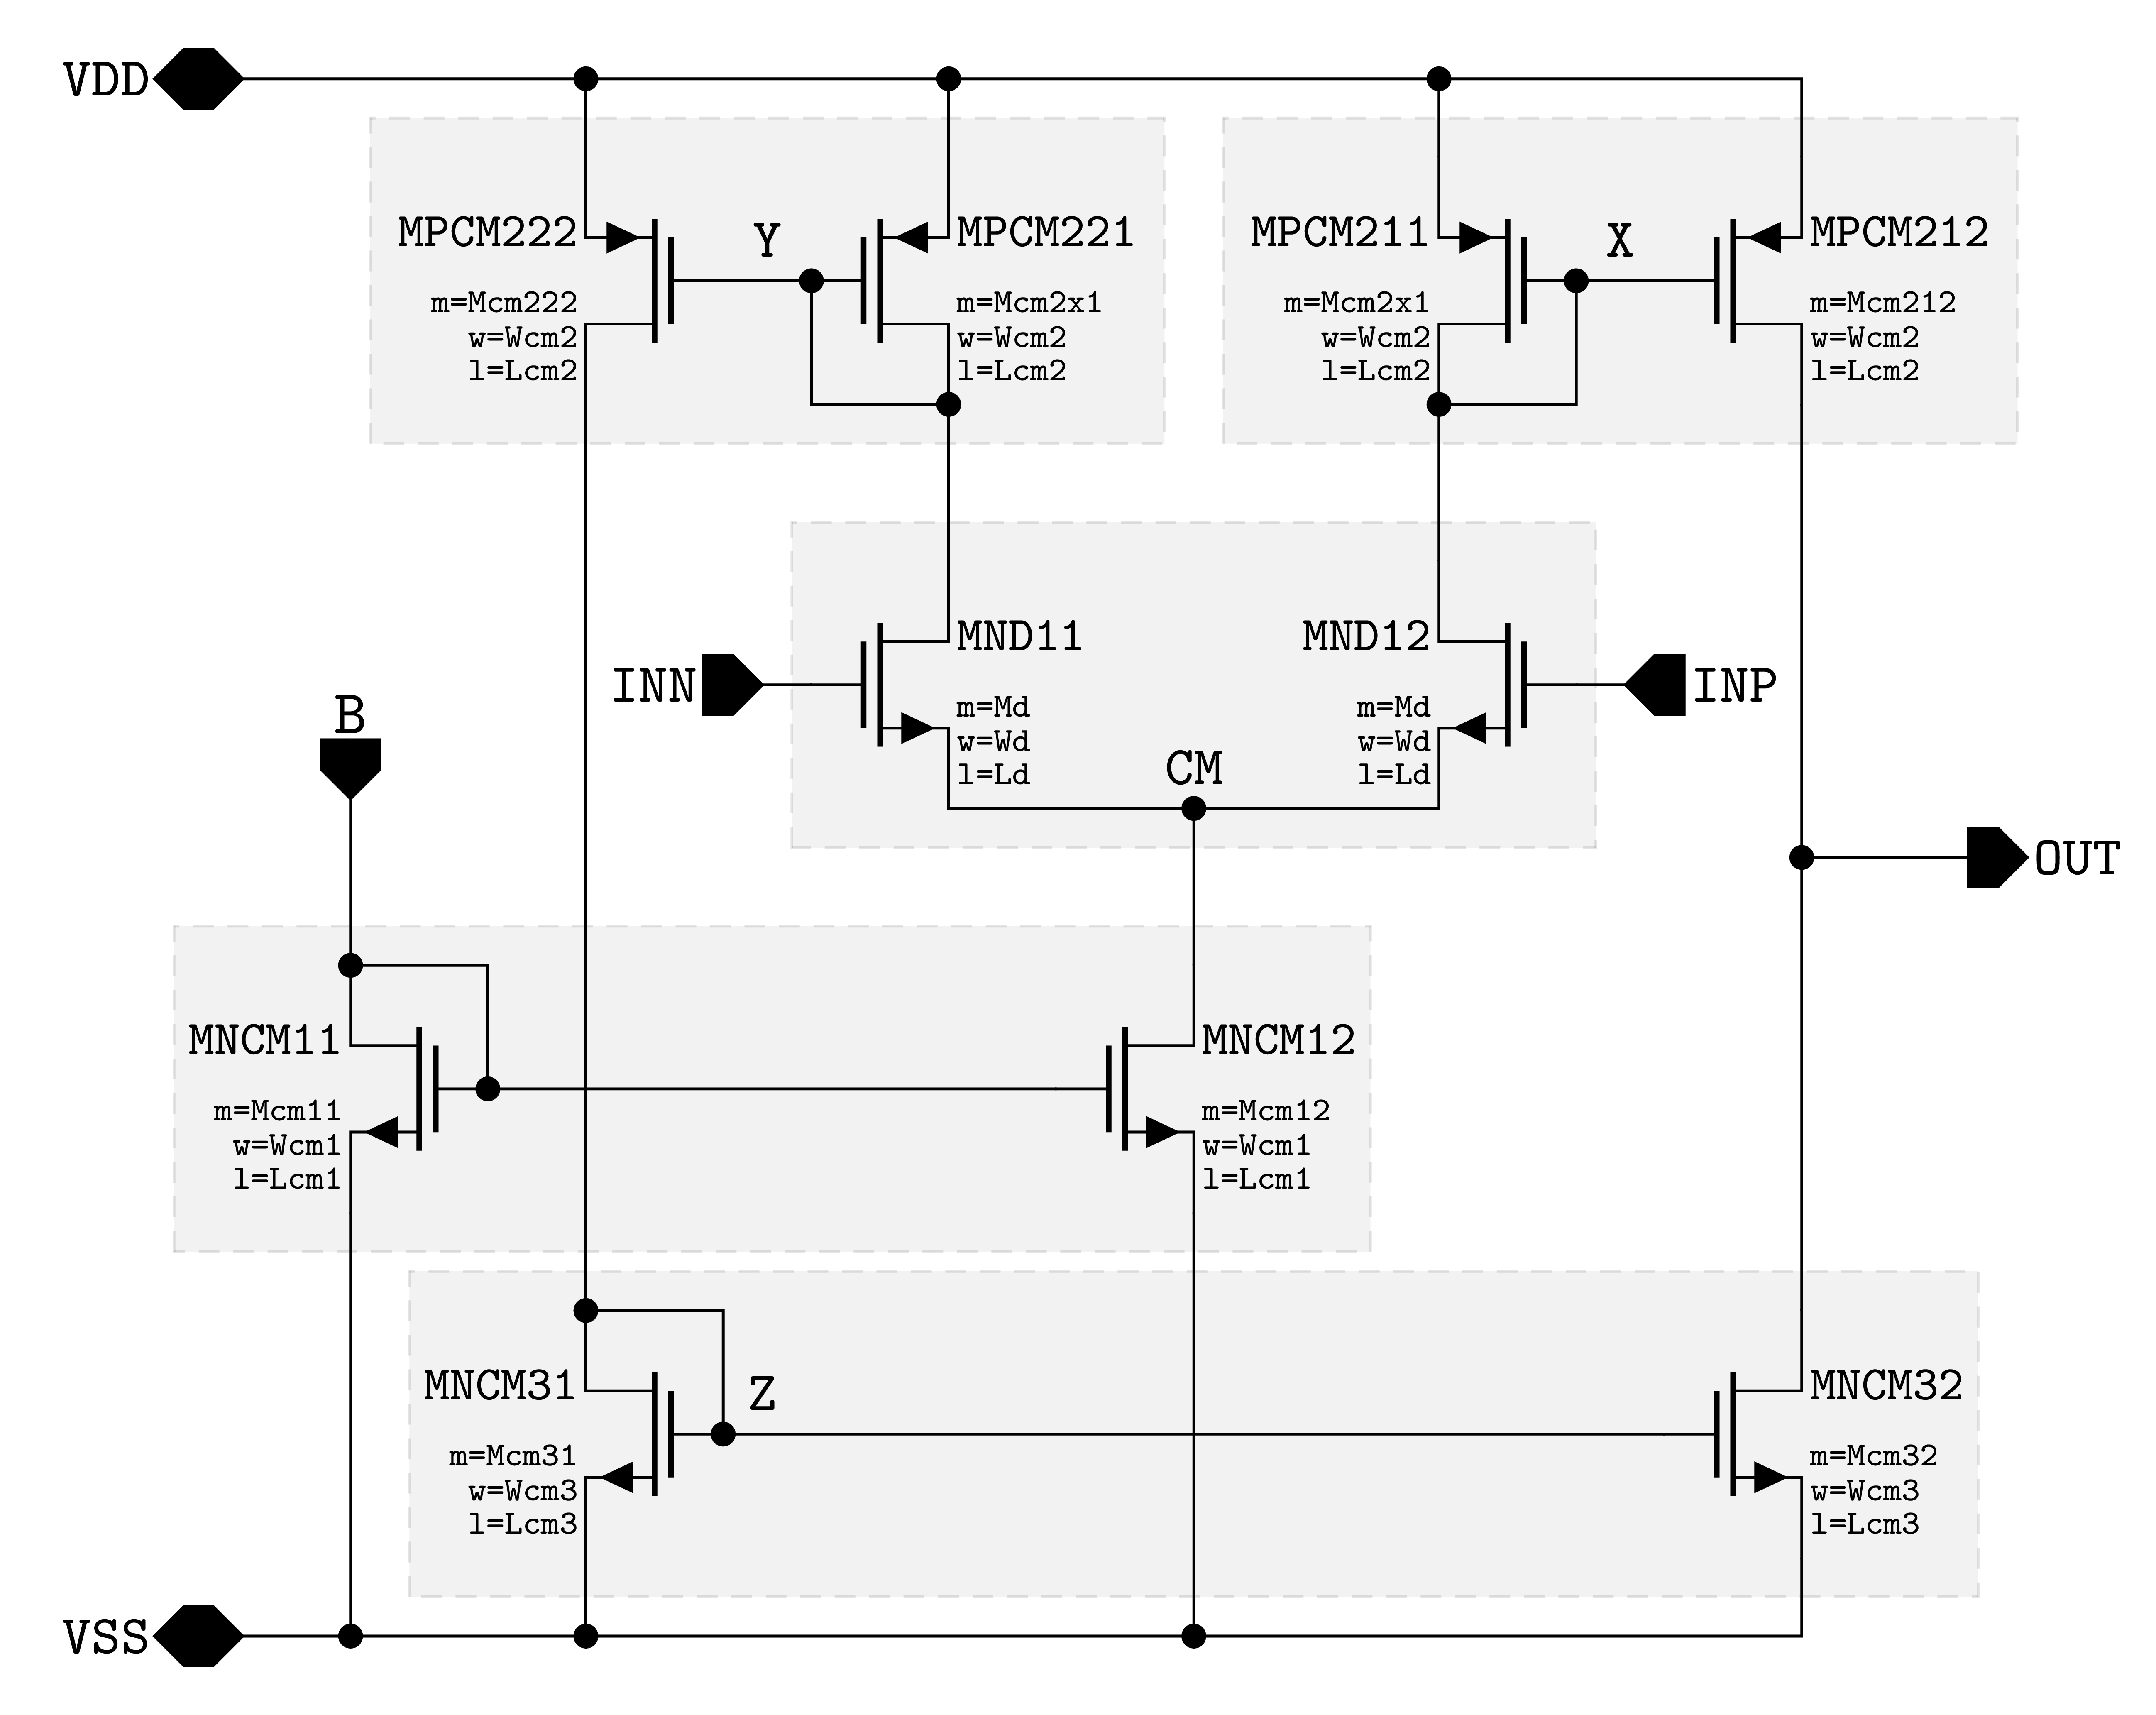 VDD
MPCM222
Y
MPCM221
MPCM211
X
MPCM212
m=Mcm222
w=Wcm2
l=Lcm2
m=Mcm2x1
w=Wcm2
l=Lcm2
m=Mcm2x1
w=Wcm2
l=Lcm2
m=Mcm212
w=Wcm2
l=Lcm2
INN
MND11
m=Md
w=Wd
l=Ld
MND12
m=Md
w=Wd
l=Ld
INP
B
CM
OUT
MNCM11
m=Mcm11
w=Wcm1
l=Lcm1
MNCM12
m=Mcm12
w=Wcm1
l=Lcm1
MNCM31
Z
m=Mcm31
w=Wcm3
l=Lcm3
MNCM32
m=Mcm32
w=Wcm3
l=Lcm3
VSS